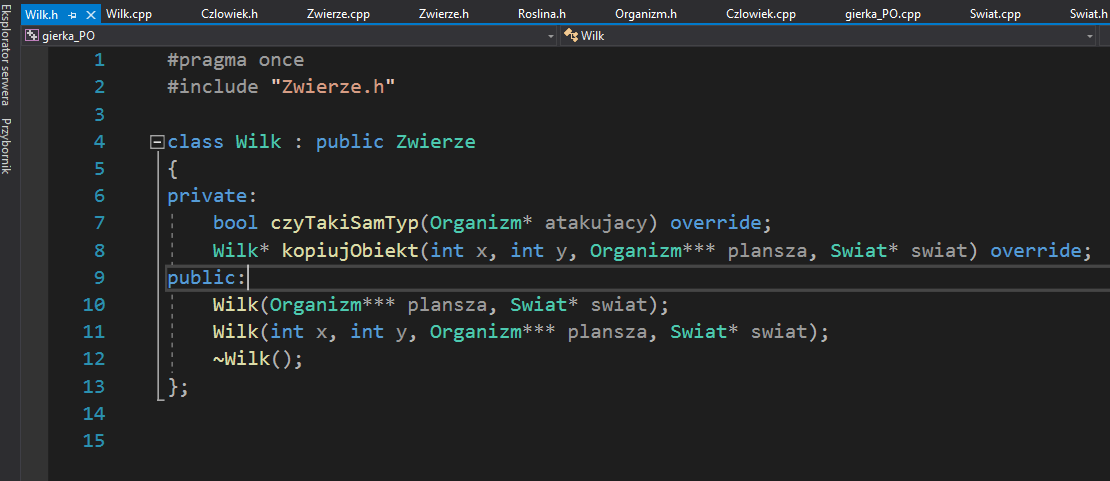 Wilk.h Wilk.cpp Czlowiek.h Zwierze.cpp Zwierze.h Roslina.h Organizm.h Czlowiek.cpp gierka_PO.cpp Swiat.cpp Swiat.h
gierka_PO Wilk
Eksplorator serwera
Przybornik
1 #pragma once
2 #include "Zwierze.h"
3
4 class Wilk : public Zwierze
5 {
6 private:
7 bool czyTakiSamTyp(Organizm* atakujacy) override;
8 Wilk* kopiujObiekt(int x, int y, Organizm*** plansza, Swiat* swiat) override;
9 public:
10 Wilk(Organizm*** plansza, Swiat* swiat);
11 Wilk(int x, int y, Organizm*** plansza, Swiat* swiat);
12 ~Wilk();
13 };
14
15